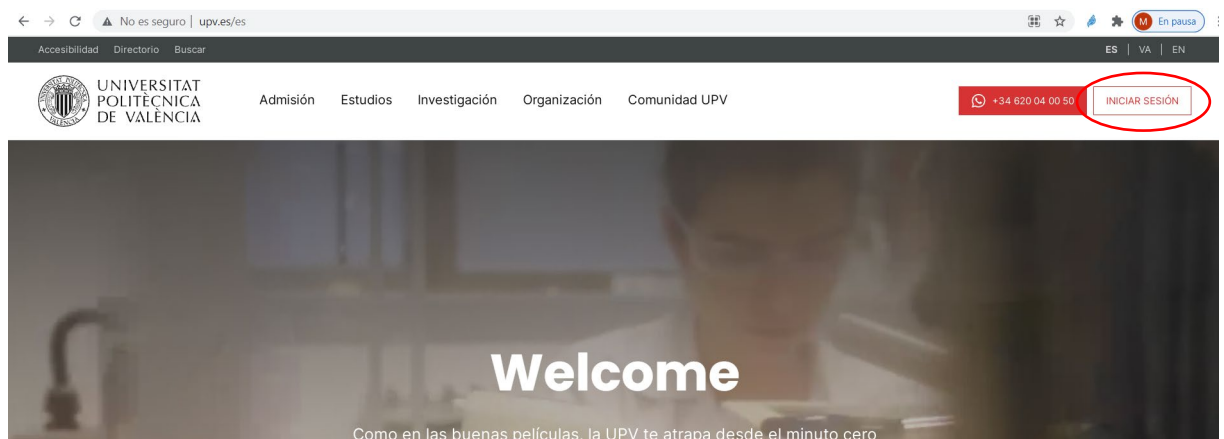 No es seguro | upv.es/es
M En pausa
Accesibilidad Directorio Buscar
ES | VA | EN
UNIVERSITAT
POLITÈCNICA
DE VALÈNCIA
Admisión Estudios Investigación Organización Comunidad UPV
+34 620 04 00 50
INICIAR SESIÓN
Welcome
Como en las buenas películas, la UPV te atrapa desde el minuto cero